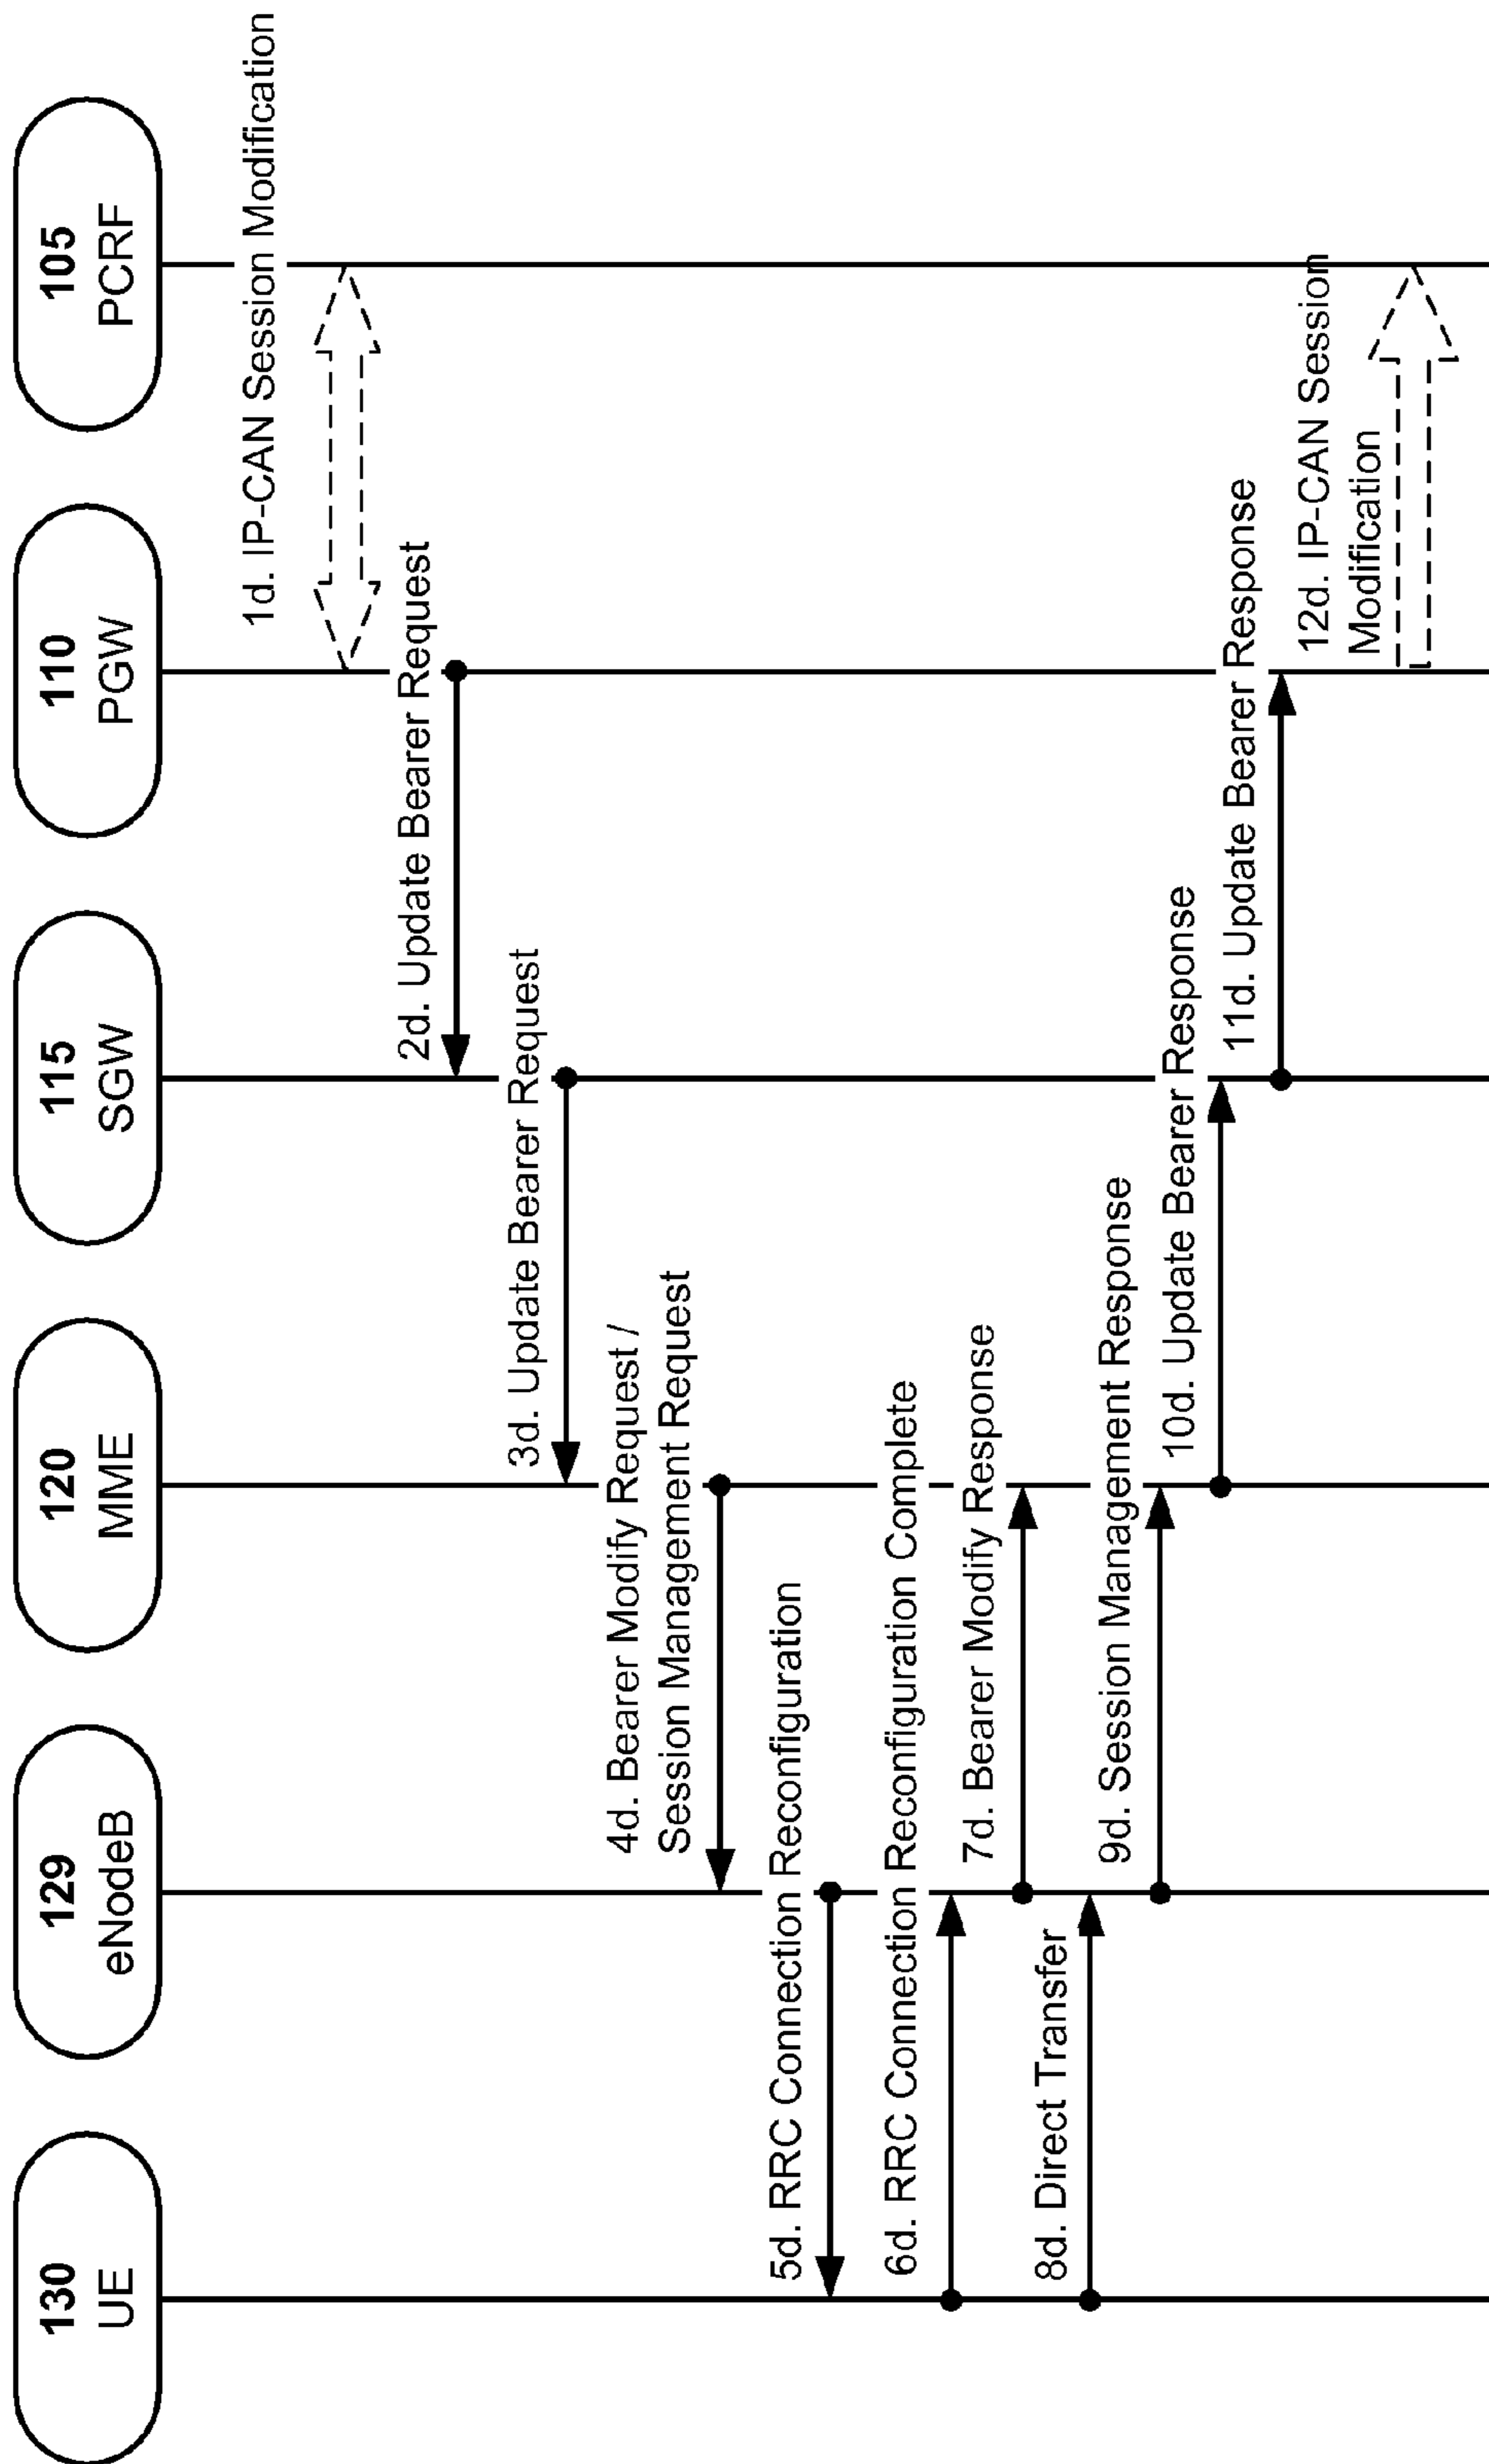 130
UE
129
eNodeB
120
MME
115
SGW
110
PGW
105
PCRF
1d. IP-CAN Session Modification
2d. Update Bearer Request
3d. Update Bearer Request
4d. Bearer Modify Request /
Session Management Request
5d. RRC Connection Reconfiguration
6d. RRC Connection Reconfiguration Complete
7d. Bearer Modify Response
8d. Direct Transfer
9d. Session Management Response
10d. Update Bearer Response
11d. Update Bearer Response
12d. IP-CAN Session
Modification